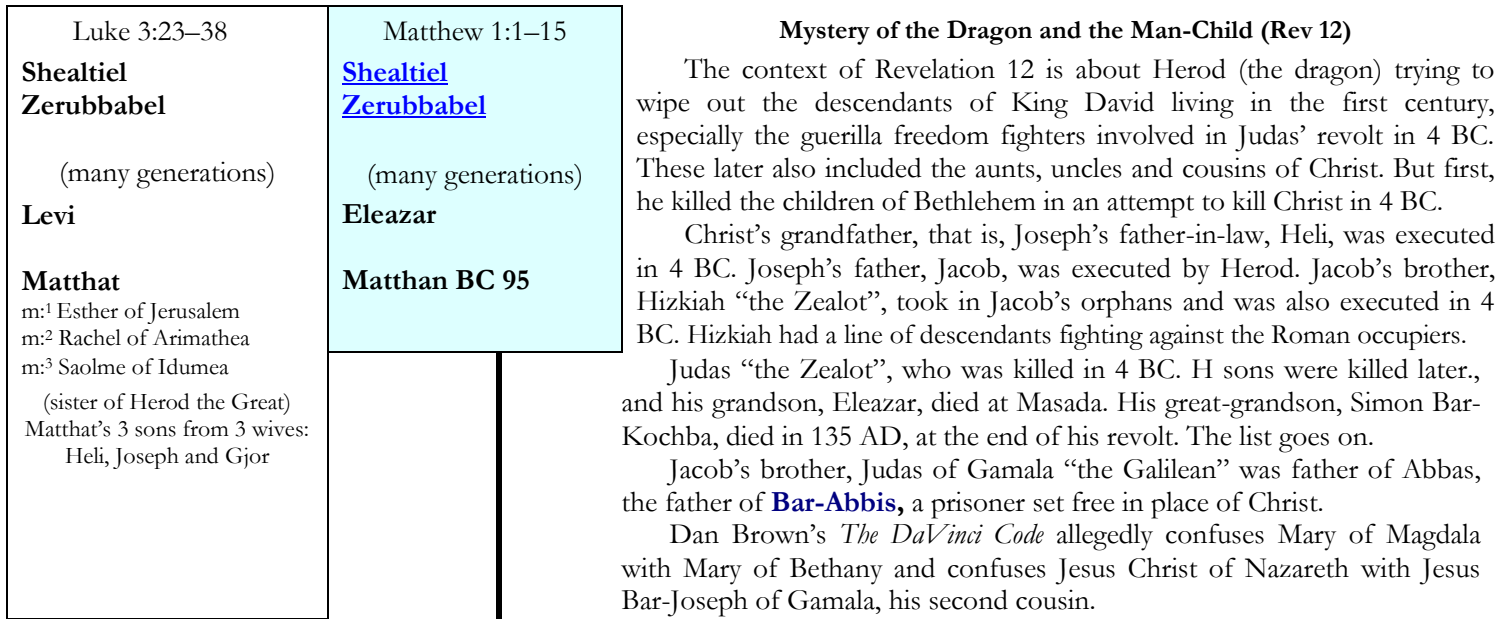 Luke 3:23–38
Shealtiel
Zerubbabel
(many generations)
Levi
Matthat
m:1 Esther of Jerusalem
m:2 Rachel of Arimathea
m:3 Saolme of Idumea
(sister of Herod the Great)
Matthat's 3 sons from 3 wives:
Heli, Joseph and Gjor
Matthew 1:1–15
Shealtiel
Zerubbabel
(many generations)
Eleazar
Matthan BC 95
Mystery of the Dragon and the Man-Child (Rev 12)
The context of Revelation 12 is about Herod (the dragon) trying to
wipe out the descendants of King David living in the first century,
especially the guerilla freedom fighters involved in Judas' revolt in 4 BC.
These later also included the aunts, uncles and cousins of Christ. But first,
he killed the children of Bethlehem in an attempt to kill Christ in 4 BC.
Christ's grandfather, that is, Joseph's father-in-law, Heli, was executed
in 4 BC. Joseph's father, Jacob, was executed by Herod. Jacob's brother,
Hizkiah “the Zealot”, took in Jacob's orphans and was also executed in 4
BC. Hizkiah had a line of descendants fighting against the Roman occupiers.
Judas “the Zealot”, who was killed in 4 BC. H sons were killed later.,
and his grandson, Eleazar, died at Masada. His great-grandson, Simon Bar-
Kochba, died in 135 AD, at the end of his revolt. The list goes on.
Jacob's brother, Judas of Gamala “the Galilean” was father of Abbas,
the father of Bar-Abbis, a prisoner set free in place of Christ.
Dan Brown's The DaVinci Code allegedly confuses Mary of Magdala
with Mary of Bethany and confuses Jesus Christ of Nazareth with Jesus
Bar-Joseph of Gamala, his second cousin.